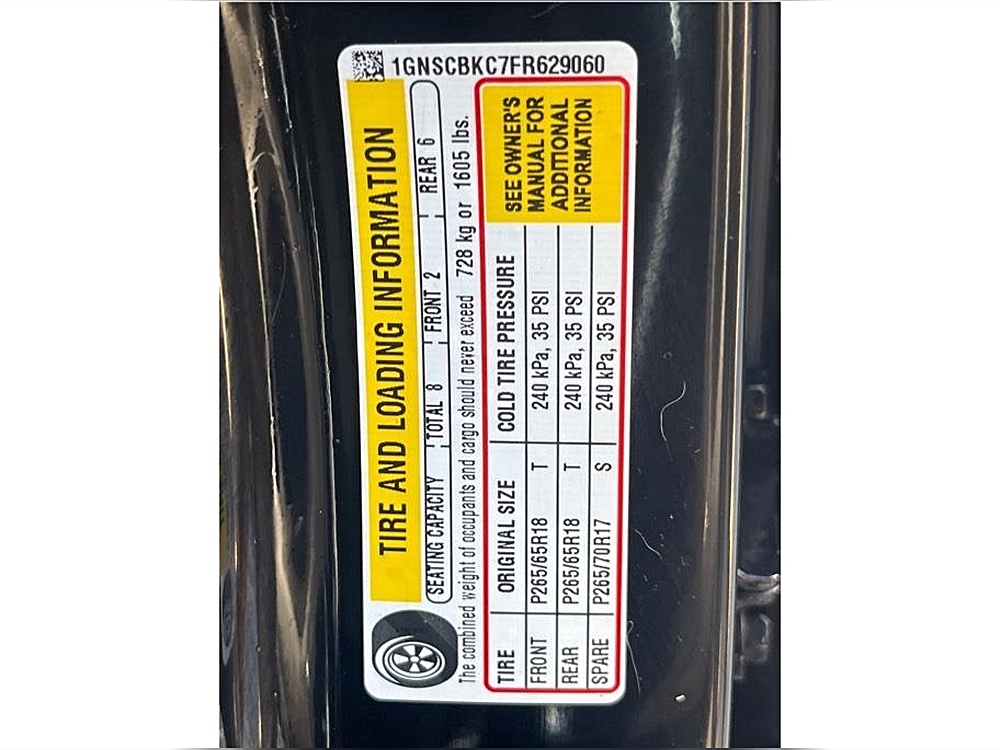 1GNSCBKC7FR629060
TIRE AND LOADING INFORMATION
SEATING CAPACITY TOTAL 8 FRONT 2 REAR 6
The combined weight of occupants and cargo should never exceed 728 kg or 1605 lbs.
TIRE ORIGINAL SIZE COLD TIRE PRESSURE
FRONT P265/65R18 T 240 kPa, 35 PSI
REAR P265/65R18 T 240 kPa, 35 PSI
SPARE P265/70R17 S 240 kPa, 35 PSI
SEE OWNER'S
MANUAL FOR
ADDITIONAL
INFORMATION